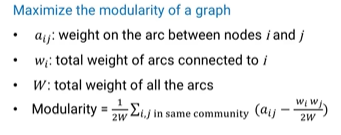 Maximize the modularity of a graph
• a_{ij}: weight on the arc between nodes i and j
• w_i: total weight of arcs connected to i
• W: total weight of all the arcs
• Modularity = \frac{1}{2W} Σ_{i,j in same community} (a_{ij} − \frac{w_i w_j}{2W})